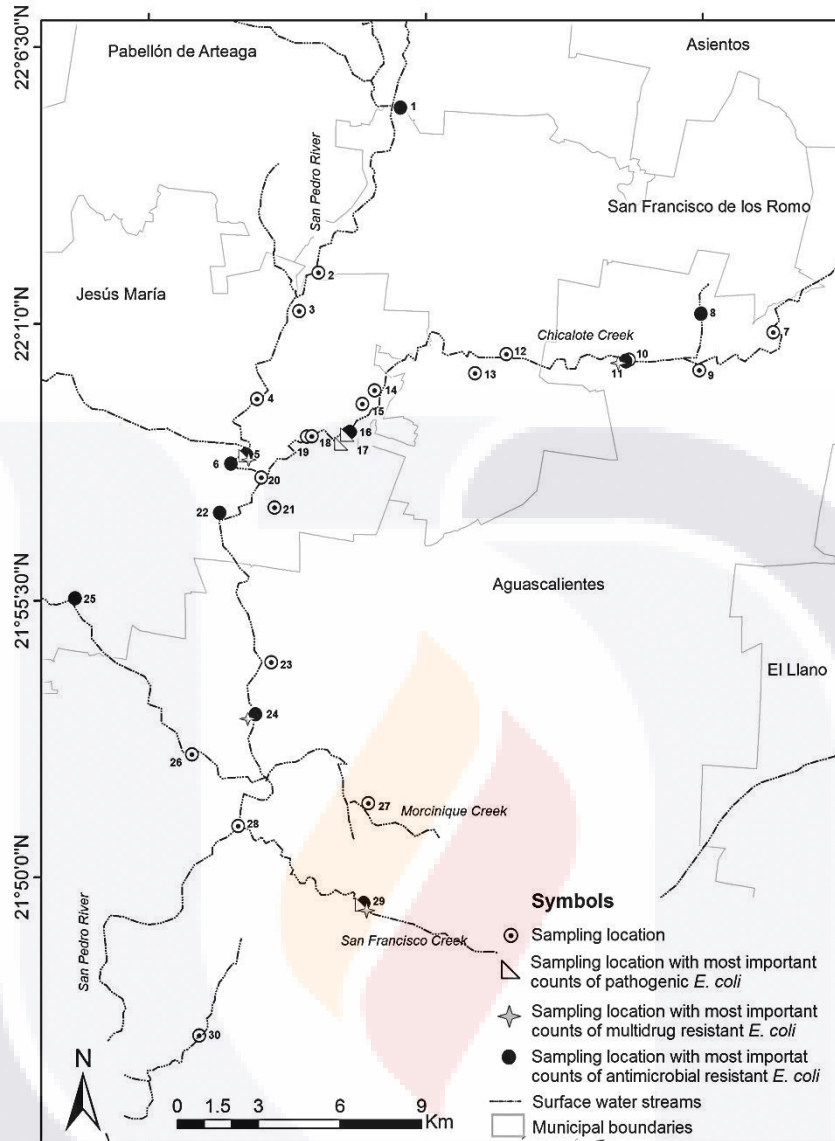 22°6'30"N
Pabellón de Arteaga
Asientos
1
San Pedro River
San Francisco de los Romo
2
Jesús María
3
8
22°1'0"N
7
Chicalote Creek
12
10
11
9
13
14
4
15
16
5
19
18
17
6
20
21
22
Aguascalientes
25
21°55'30"N
23
El Llano
24
26
27
Morcinique Creek
28
21°50'0"N
29
San Francisco Creek
San Pedro River
30
N
0 1.5 3 6 9
Km
Symbols
Sampling location
Sampling location with most important
counts of pathogenic E. coli
Sampling location with most important
counts of multidrug resistant E. coli
Sampling location with most importat
counts of antimicrobial resistant E. coli
Surface water streams
Municipal boundaries